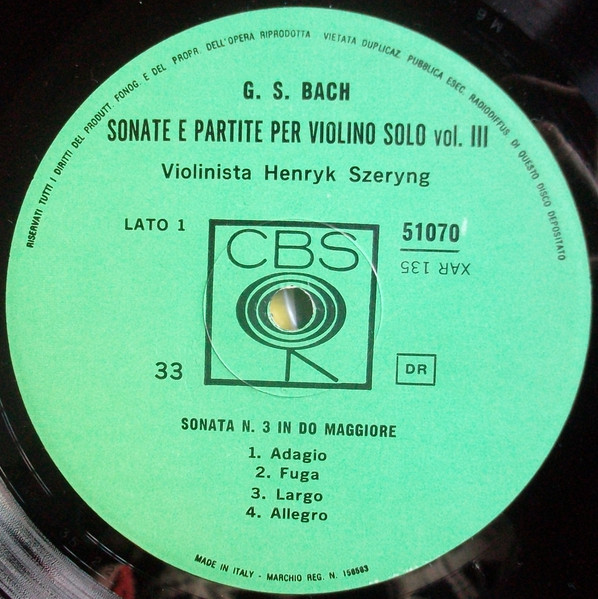 RISERVATI TUTTI I DIRITTI DEL PRODUTT. FONOG. E DEL PROPR. DELL'OPERA RIPRODOTTA VIETATA DUPLICAZ. PUBBLICA ESEC. RADIODIFFUS. DI QUESTO DISCO DEPOSITATO
G. S. BACH
SONATE E PARTITE PER VIOLINO SOLO vol. III
Violinista Henryk Szeryng
LATO 1
CBS
51070
XAR 135
33
DR
SONATA N. 3 IN DO MAGGIORE
1. Adagio
2. Fuga
3. Largo
4. Allegro
MADE IN ITALY - MARCHIO REG. N. 158583